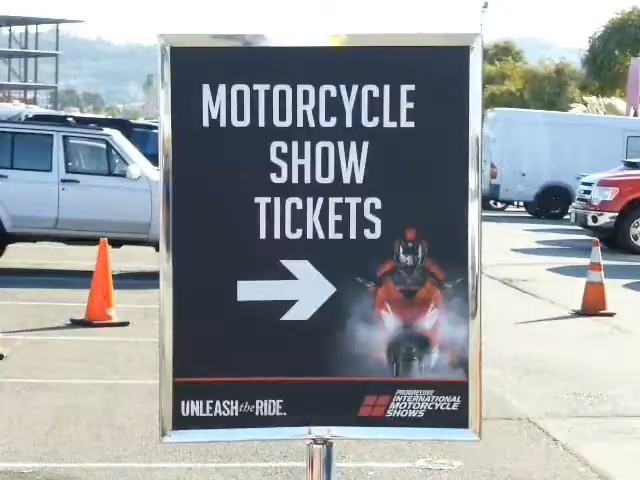 MOTORCYCLE
SHOW
TICKETS
UNLEASH the RIDE.
PROGRESSIVE
INTERNATIONAL
MOTORCYCLE
SHOWS